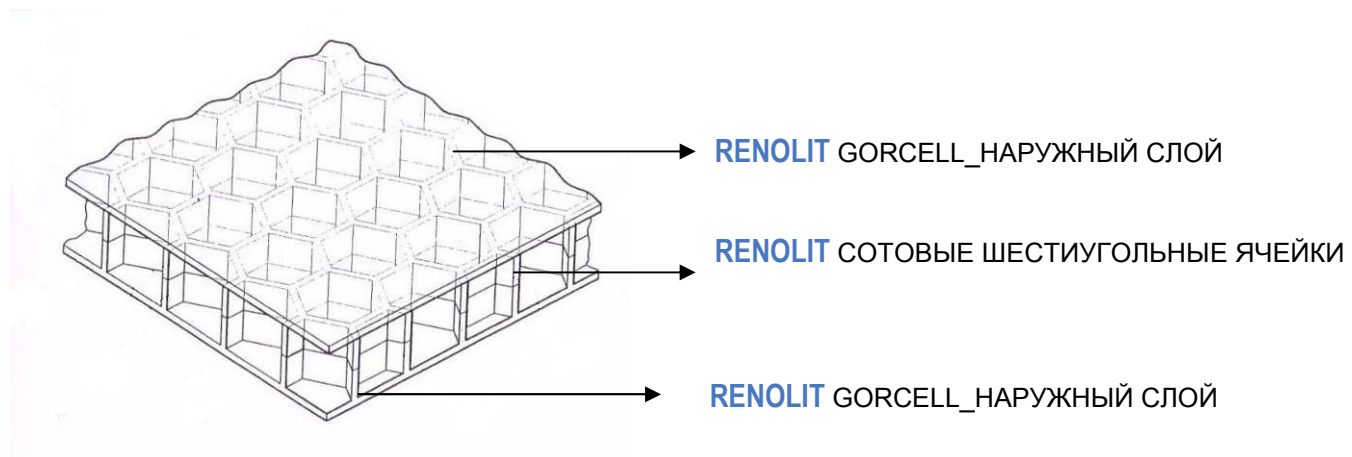 RENOLIT GORCELL_НАРУЖНЫЙ СЛОЙ
RENOLIT СОТОВЫЕ ШЕСТИУГОЛЬНЫЕ ЯЧЕЙКИ
RENOLIT GORCELL_НАРУЖНЫЙ СЛОЙ